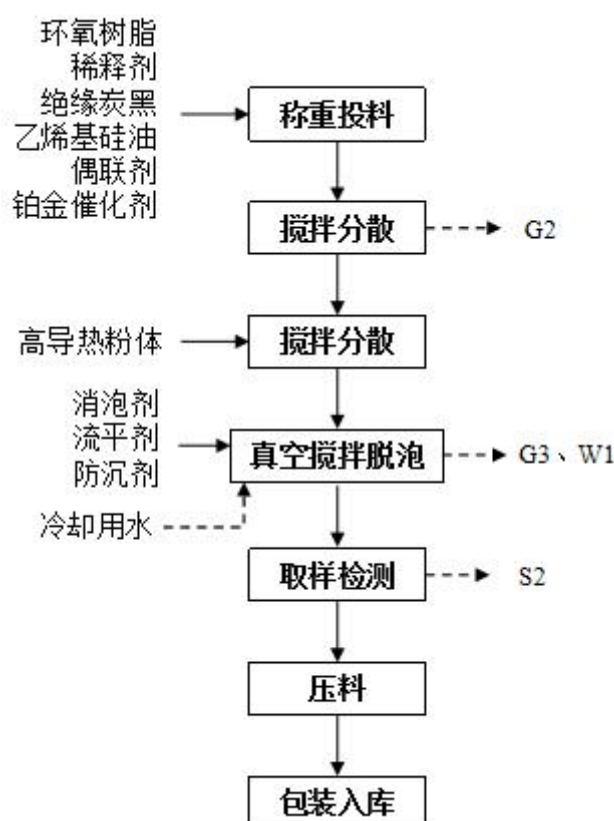 环氧树脂
稀释剂
绝缘炭黑
乙烯基硅油
偶联剂
铂金催化剂
称重投料
搅拌分散
G2
高导热粉体
搅拌分散
消泡剂
流平剂
防沉剂
真空搅拌脱泡
G3、W1
冷却用水
取样检测
S2
压料
包装入库